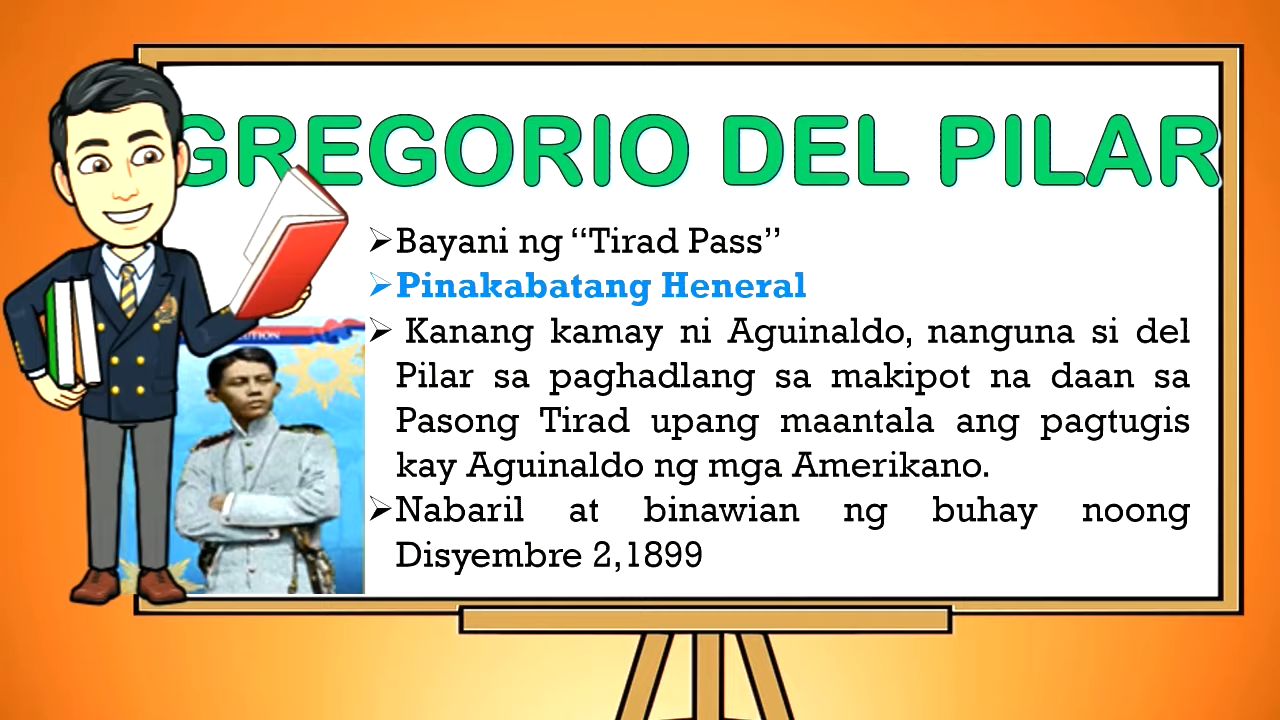 GREGORIO DEL PILAR
➢Bayani ng “Tirad Pass”
➢Pinakabatang Heneral
➢ Kanang kamay ni Aguinaldo, nanguna si del
Pilar sa paghadlang sa makipot na daan sa
Pasong Tirad upang maantala ang pagtugis
kay Aguinaldo ng mga Amerikano.
➢Nabaril at binawian ng buhay noong
Disyembre 2,1899